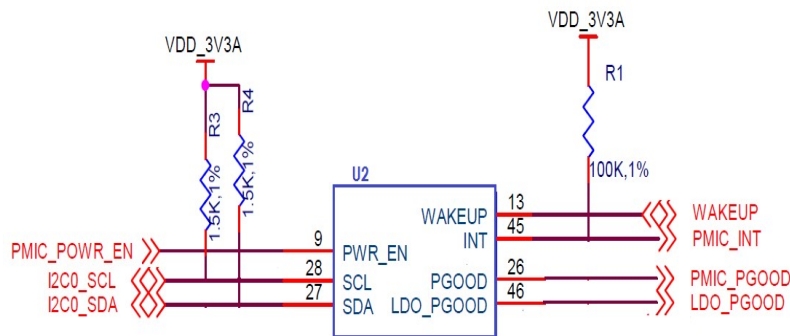 VDD_3V3A
VDD_3V3A
R3
R4
R1
1.5K,1%
1.5K,1%
100K,1%
U2
PMIC_POWR_EN
9
PWR_EN
I2C0_SCL
28
SCL
I2C0_SDA
27
SDA
WAKEUP
13
WAKEUP
INT
45
PMIC_INT
PGOOD
26
PMIC_PGOOD
LDO_PGOOD
46
LDO_PGOOD